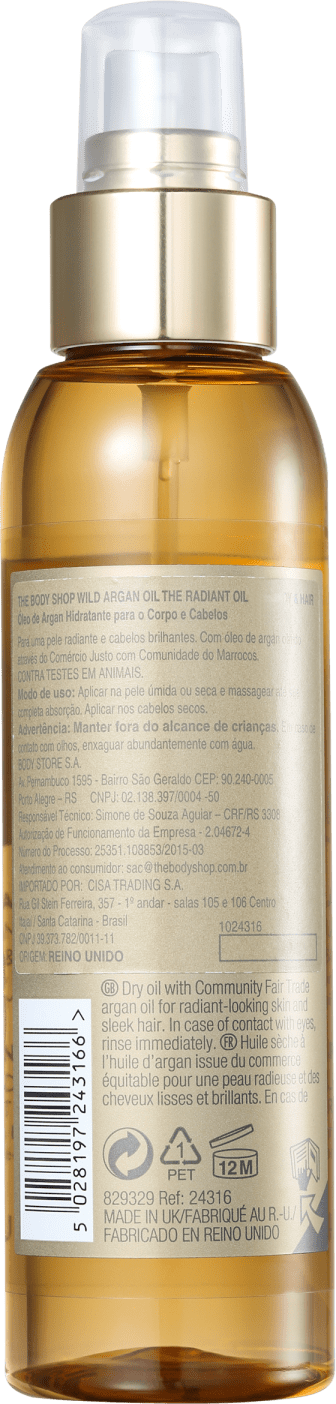 THE BODY SHOP WILD ARGAN OIL THE RADIANT OIL
& HAIR
Óleo de Argan Hidratante para o Corpo e Cabelos
Para uma pele radiante e cabelos brilhantes. Com óleo de argan
através do Comércio Justo com Comunidade do Marrocos.
CONTRA TESTES EM ANIMAIS.
Modo de uso: Aplicar na pele úmida ou seca e massagear até
completa absorção. Aplicar nos cabelos secos.
Advertência: Manter fora do alcance de crianças. Em caso de
contato com olhos, enxaguar abundantemente com água.
BODY STORE S.A.
Av. Pernambuco 1595 - Bairro São Geraldo CEP: 90.240-0005
Porto Alegre – RS CNPJ: 02.138.397/0004 -50
Responsável Técnico: Simone de Souza Aguiar – CRF/RS 3308
Autorização de Funcionamento da Empresa - 2.04672-4
Número do Processo: 25351.108853/2015-03
Atendimento ao consumidor: sac@thebodyshop.com.br
IMPORTADO POR: CISA TRADING S.A.
Rua Gil Stein Ferreira, 357 - 1º andar - salas 105 e 106 Centro
Itajaí / Santa Catarina - Brasil
CNPJ 39.373.782/0011-11
1024316
ORIGEM: REINO UNIDO
GB Dry oil with Community Fair Trade
argan oil for radiant-looking skin and
sleek hair. In case of contact with eyes,
rinse immediately. FR Huile sèche à
l'huile d'argan issue du commerce
équitable pour une peau radieuse et des
cheveux lisses et brillants. En cas de
5 028197 243166 >
1
PET
12M
829329 Ref: 24316
MADE IN UK/FABRIQUÉ AU R.-U./
FABRICADO EN REINO UNIDO